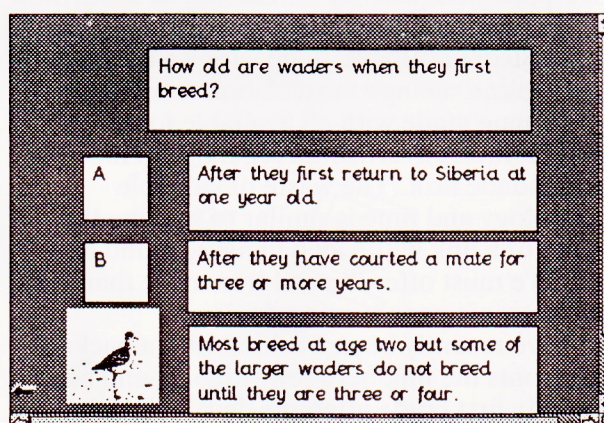 How old are waders when they first
breed?
A
After they first return to Siberia at
one year old.
B
After they have courted a mate for
three or more years.
Most breed at age two but some of
the larger waders do not breed
until they are three or four.